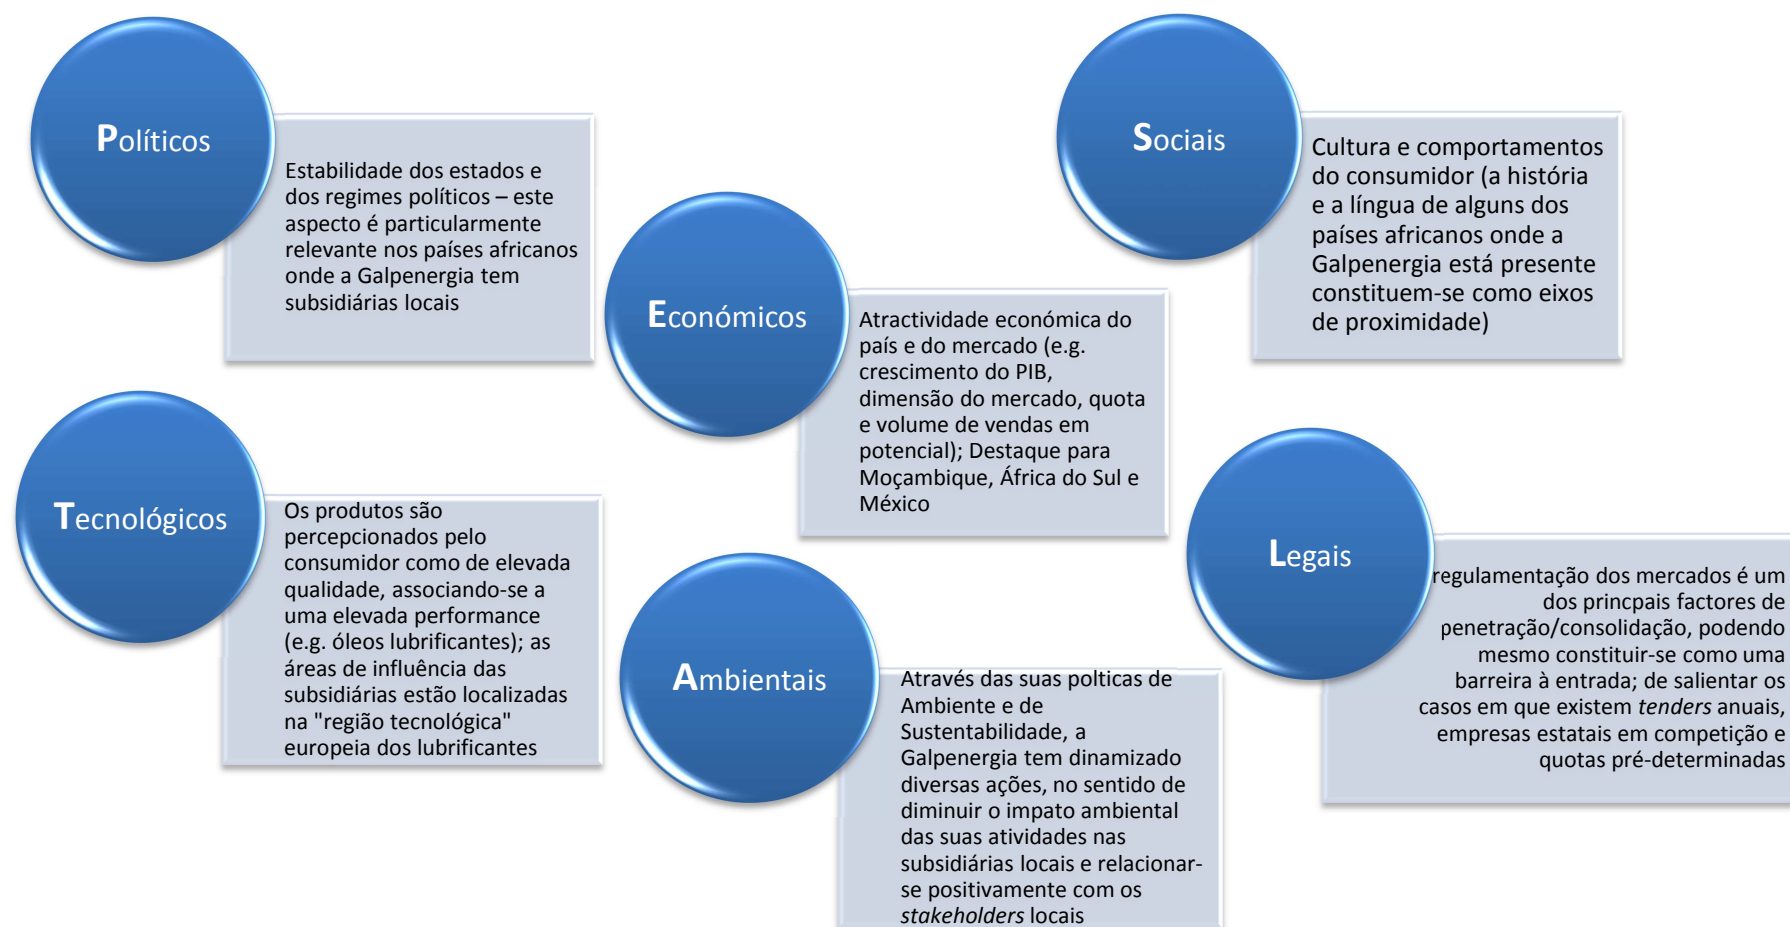 Políticos
Estabilidade dos estados e
dos regimes políticos – este
aspecto é particularmente
relevante nos países africanos
onde a Galpenergia tem
subsidiárias locais
Económicos
Atractividade económica do
país e do mercado (e.g.
crescimento do PIB,
dimensão do mercado, quota
e volume de vendas em
potencial); Destaque para
Moçambique, África do Sul e
México
Sociais
Cultura e comportamentos
do consumidor (a história
e a língua de alguns dos
países africanos onde a
Galpenergia está presente
constituem-se como eixos
de proximidade)
Tecnológicos
Os produtos são
percepcionados pelo
consumidor como de elevada
qualidade, associando-se a
uma elevada performance
(e.g. óleos lubrificantes); as
áreas de influência das
subsidiárias estão localizadas
na "região tecnológica"
europeia dos lubrificantes
Ambientais
Através das suas polticas de
Ambiente e de
Sustentabilidade, a
Galpenergia tem dinamizado
diversas ações, no sentido de
diminuir o impato ambiental
das suas atividades nas
subsidiárias locais e relacionar-
se positivamente com os
stakeholders locais
Legais
regulamentação dos mercados é um
dos princpais factores de
penetração/consolidação, podendo
mesmo constituir-se como uma
barreira à entrada; de salientar os
casos em que existem tenders anuais,
empresas estatais em competição e
quotas pré-determinadas